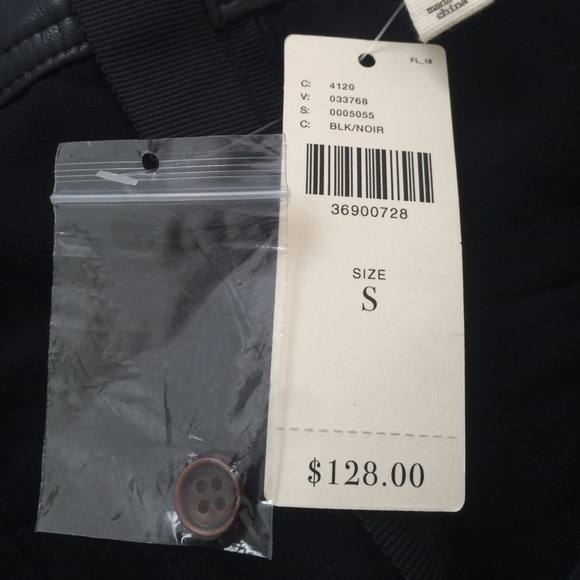 made in
china
FL_18
C: 4120
V: 033768
S: 0005055
C: BLK/NOIR
36900728
SIZE
S
$128.00